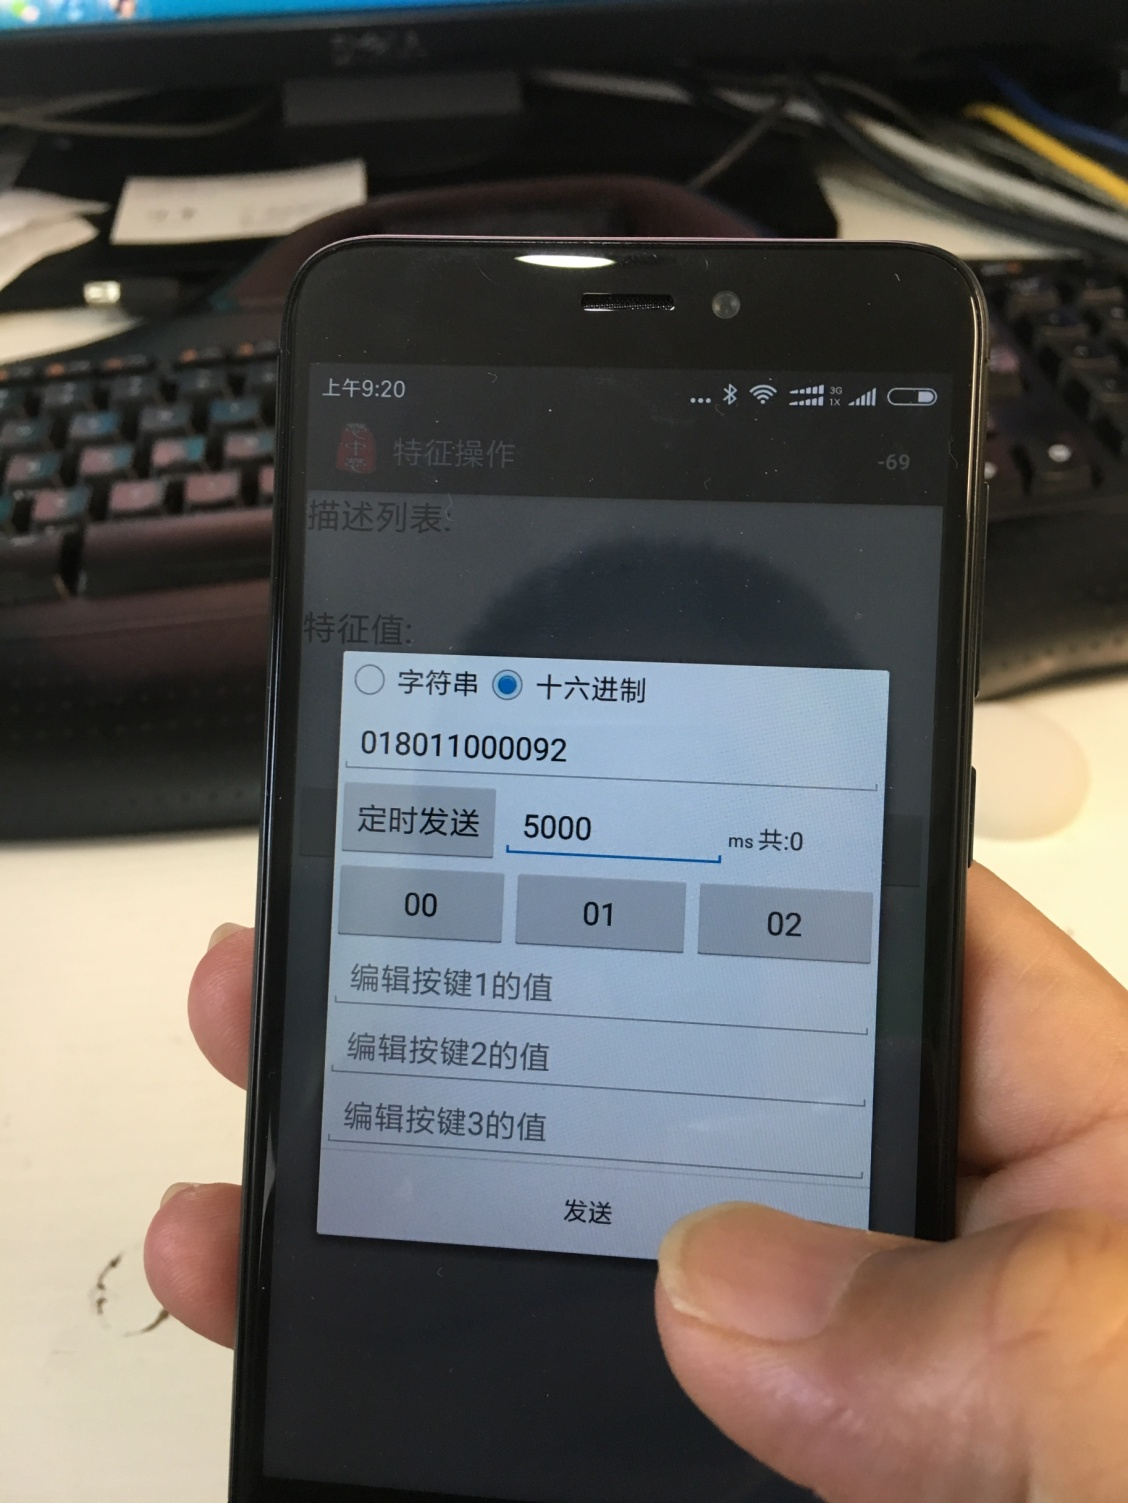 上午9:20
3G
1X
特征操作
-69
描述列表:
特征值:
字符串 十六进制
018011000092
定时发送 5000 ms 共:0
00 01 02
编辑按键1的值
编辑按键2的值
编辑按键3的值
发送